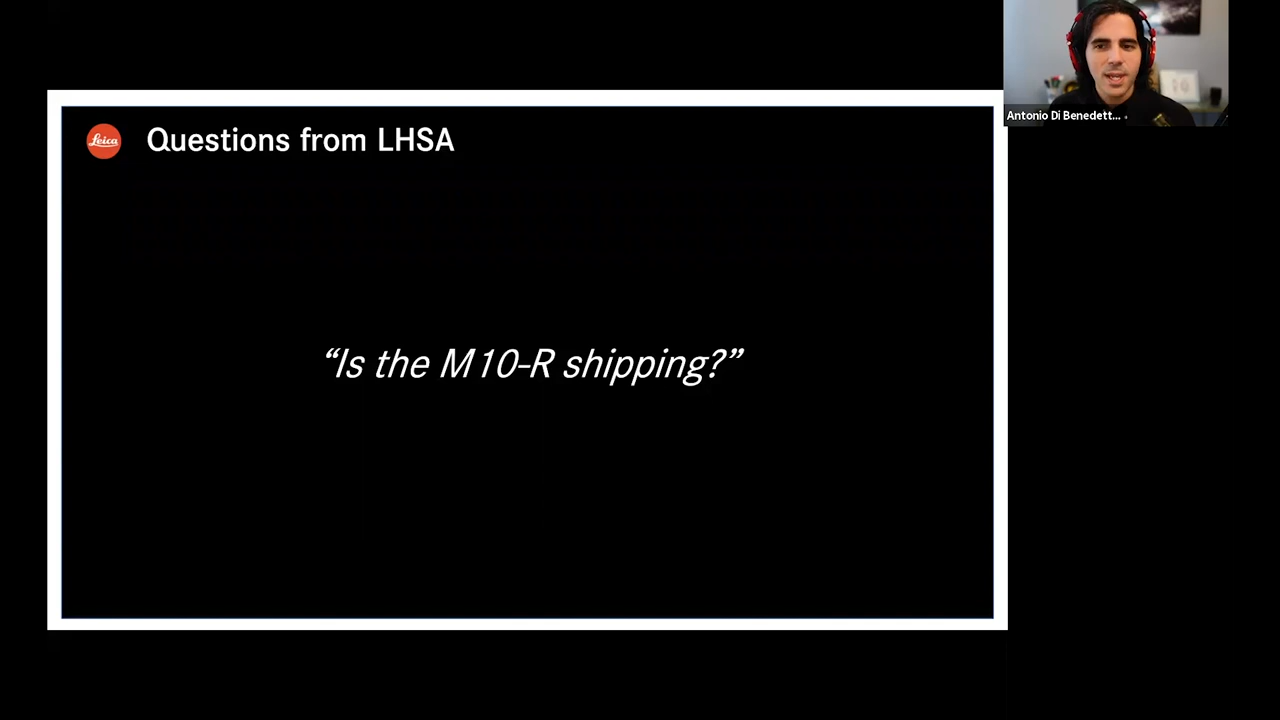 Leica
Questions from LHSA
Antonio Di Benedett...
“Is the M10-R shipping?”